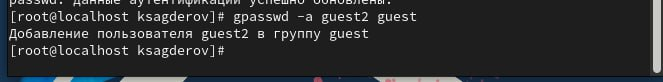 passwd: данные аутентификации успешно обновлены.
[root@localhost ksagderov]# gpasswd -a guest2 guest
Добавление пользователя guest2 в группу guest
[root@localhost ksagderov]#